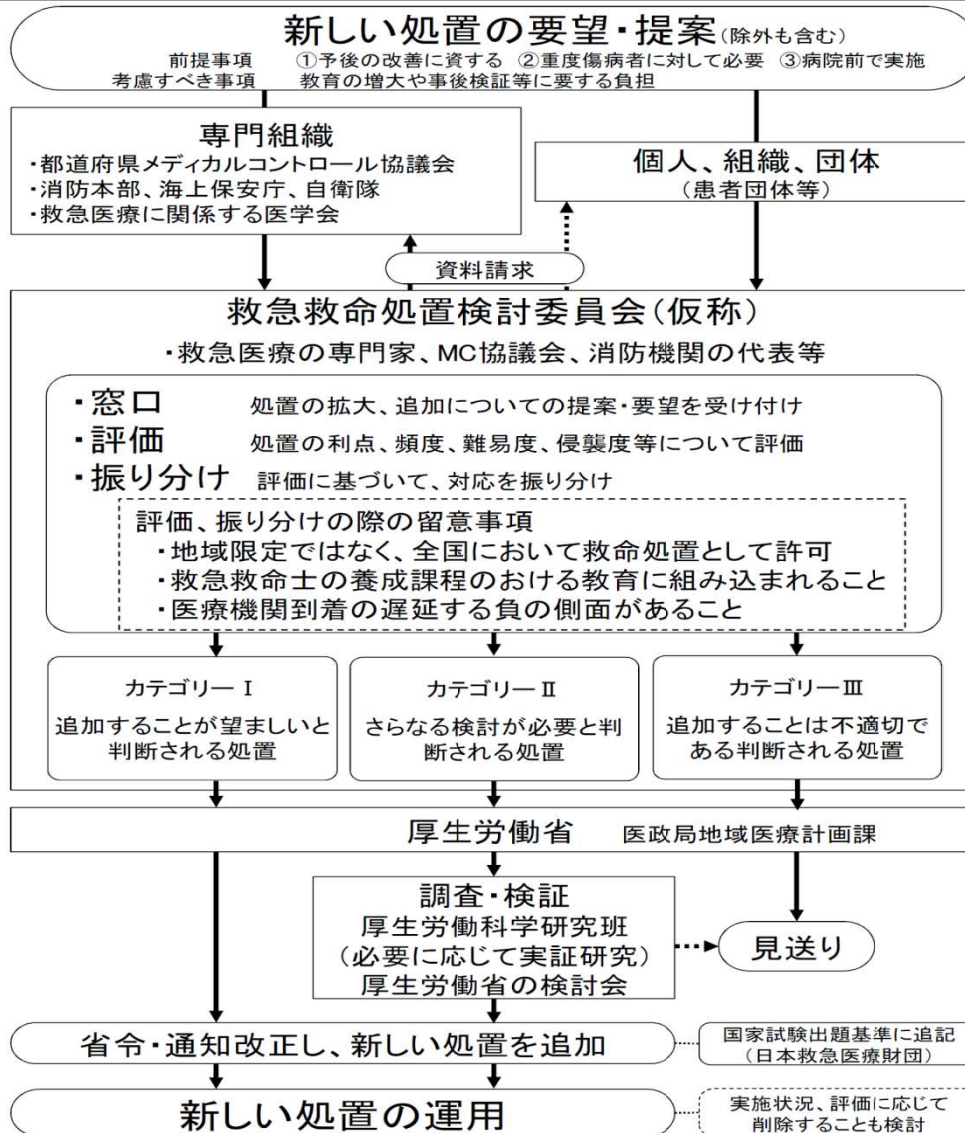 新しい処置の要望・提案(除外も含む)
前提事項 ①予後の改善に資する ②重度傷病者に対して必要 ③病院前で実施
考慮すべき事項 教育の増大や事後検証等に要する負担
専門組織
・都道府県メディカルコントロール協議会
・消防本部、海上保安庁、自衛隊
・救急医療に関係する医学会
個人、組織、団体
(患者団体等)
資料請求
救急救命処置検討委員会(仮称)
・救急医療の専門家、MC協議会、消防機関の代表等
・窓口 処置の拡大、追加についての提案・要望を受け付け
・評価 処置の利点、頻度、難易度、侵襲度等について評価
・振り分け 評価に基づいて、対応を振り分け
評価、振り分けの際の留意事項
・地域限定ではなく、全国において救命処置として許可
・救急救命士の養成課程のおける教育に組み込まれること
・医療機関到着の遅延する負の側面があること
カテゴリーⅠ
追加することが望ましいと
判断される処置
カテゴリーⅡ
さらなる検討が必要と判
断される処置
カテゴリーⅢ
追加することは不適切で
ある判断される処置
厚生労働省 医政局地域医療計画課
調査・検証
厚生労働科学研究班
(必要に応じて実証研究)
厚生労働省の検討会
見送り
省令・通知改正し、新しい処置を追加
国家試験出題基準に追記
(日本救急医療財団)
新しい処置の運用
実施状況、評価に応じて
削除することも検討